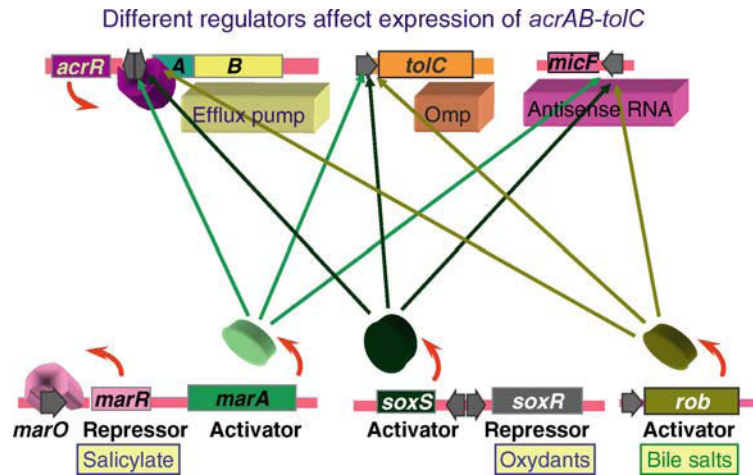 Different regulators affect expression of acrAB-tolC
acrR A B tolC micF
Efflux pump Omp Antisense RNA
marR marA soxS soxR rob
marO Repressor Activator Activator Repressor Activator
Salicylate Oxydants Bile salts